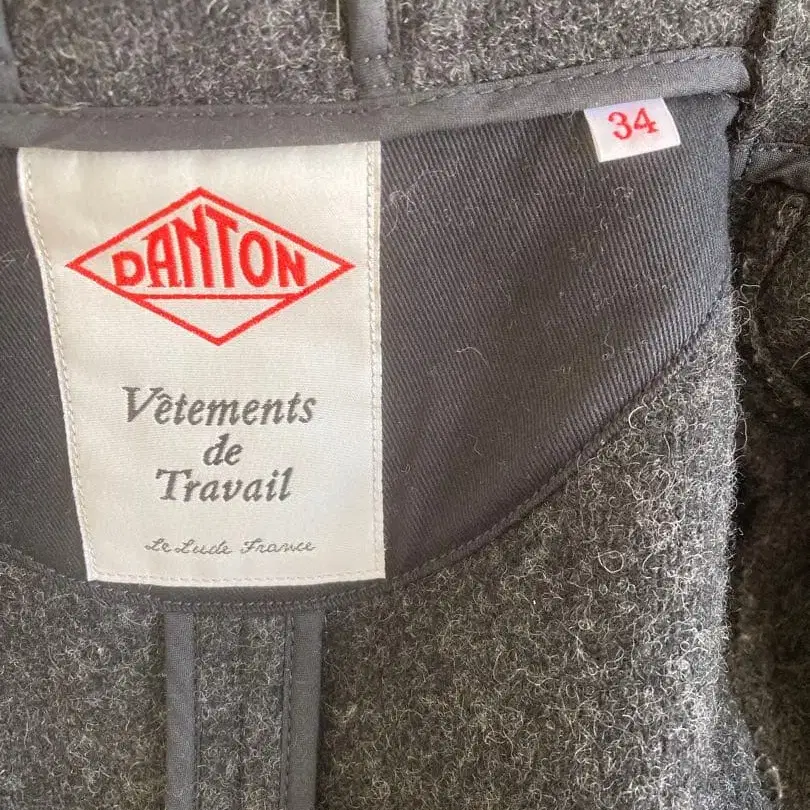 34
DANTON
Vêtements
de
Travail
Le Lude France